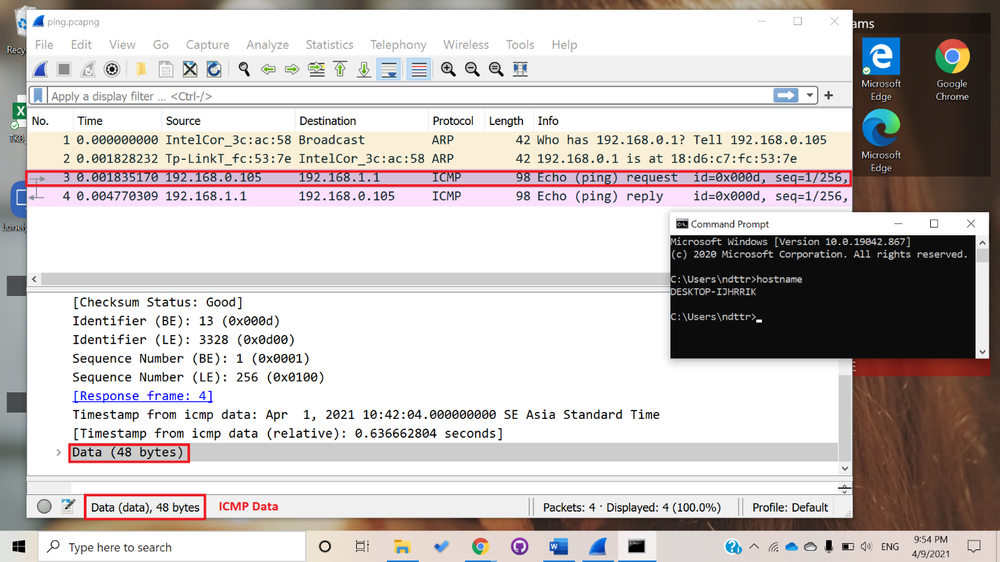 ping.pcapng
File Edit View Go Capture Analyze Statistics Telephony Wireless Tools Help
Apply a display filter ... <Ctrl-/>
No. Time Source Destination Protocol Length Info
1 0.000000000 IntelCor_3c:ac:58 Broadcast ARP 42 Who has 192.168.0.1? Tell 192.168.0.105
2 0.001828232 Tp-LinkT_fc:53:7e IntelCor_3c:ac:58 ARP 42 192.168.0.1 is at 18:d6:c7:fc:53:7e
3 0.001835170 192.168.0.105 192.168.1.1 ICMP 98 Echo (ping) request id=0x000d, seq=1/256,
4 0.004770309 192.168.1.1 192.168.0.105 ICMP 98 Echo (ping) reply id=0x000d, seq=1/256,
[Checksum Status: Good]
Identifier (BE): 13 (0x000d)
Identifier (LE): 3328 (0x0d00)
Sequence Number (BE): 1 (0x0001)
Sequence Number (LE): 256 (0x0100)
[Response frame: 4]
Timestamp from icmp data: Apr  1, 2021 10:42:04.000000000 SE Asia Standard Time
[Timestamp from icmp data (relative): 0.636662804 seconds]
Data (48 bytes)
Data (data), 48 bytes
ICMP Data
Packets: 4 · Displayed: 4 (100.0%)
Profile: Default
Command Prompt
Microsoft Windows [Version 10.0.19042.867]
(c) 2020 Microsoft Corporation. All rights reserved.
C:\Users\ndttr>hostname
DESKTOP-IJHRRIK
C:\Users\ndttr>
ams
Microsoft
Edge
Google
Chrome
Microsoft
Edge
Recy
TKB_
Lonely
Type here to search
ENG
9:54 PM
4/9/2021